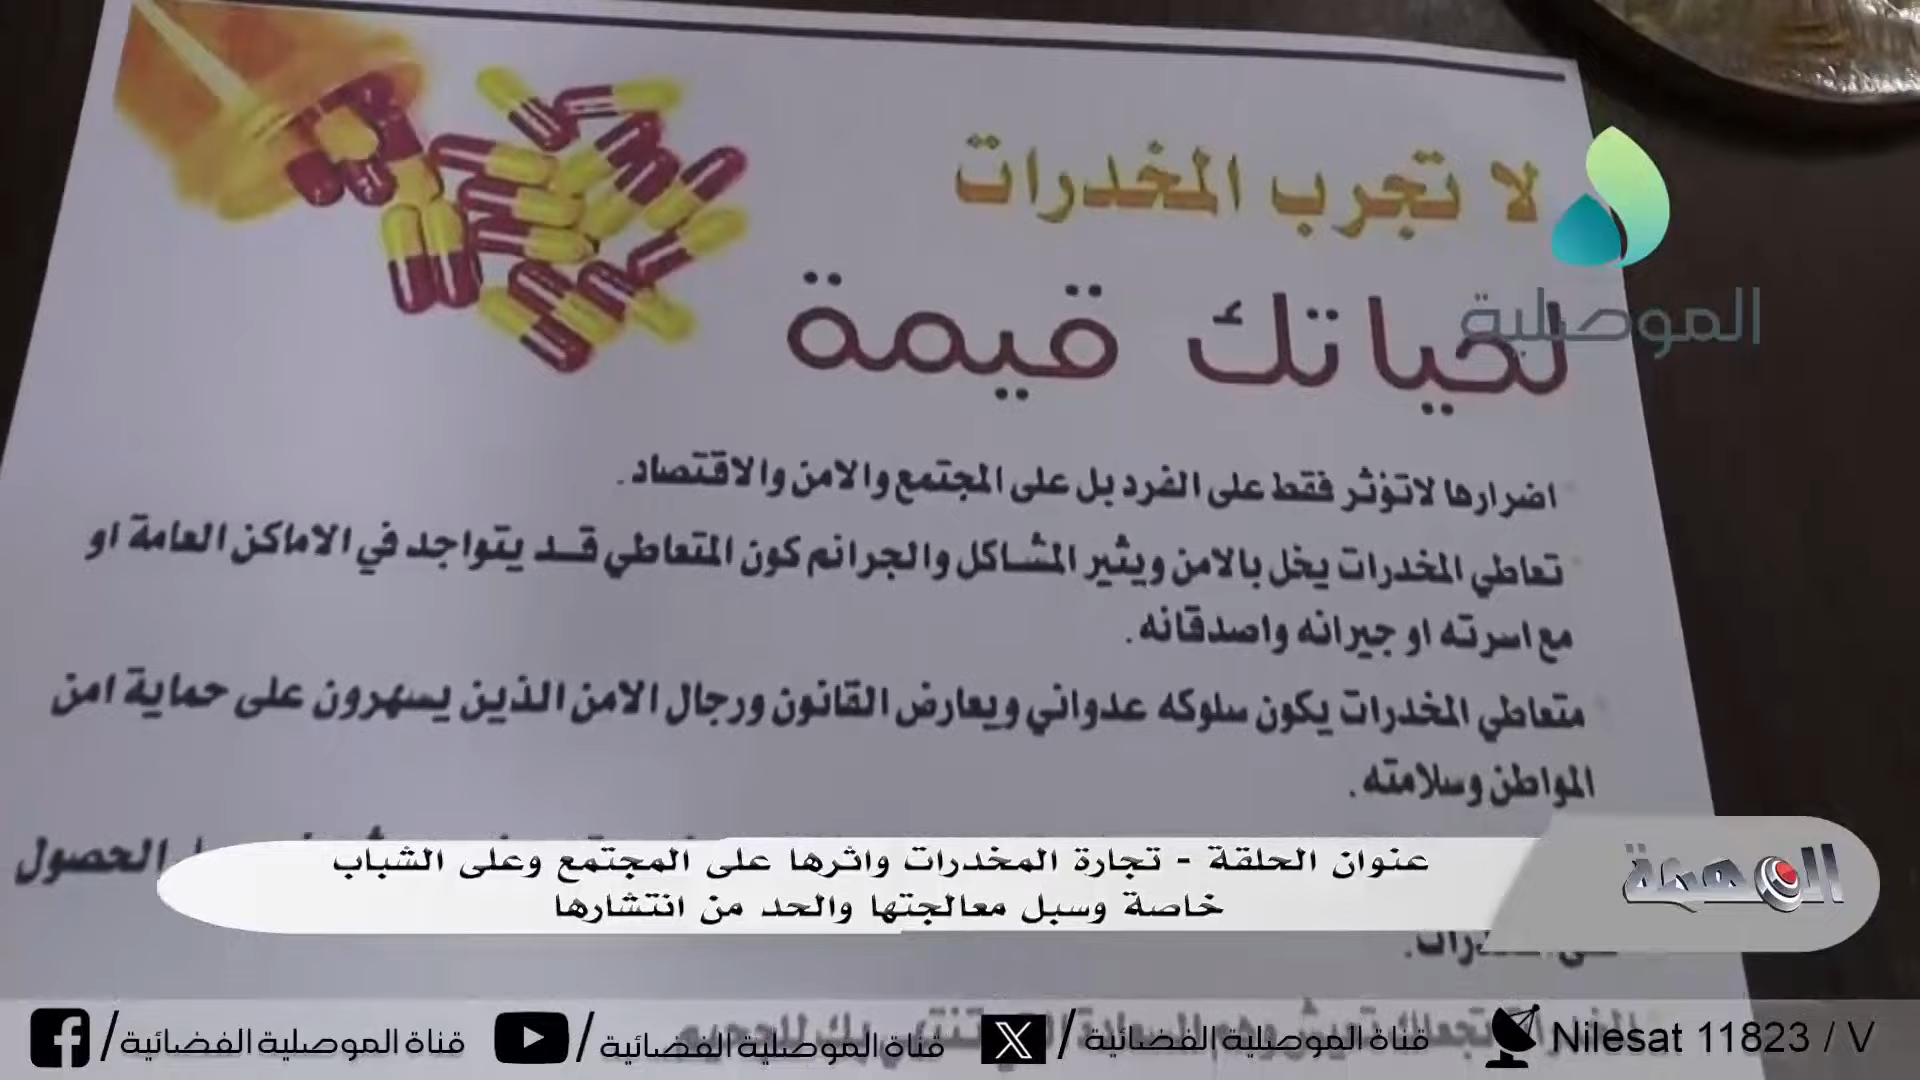 لا تجرب المخدرات
لحياتك قيمة
الموصلية
اضرارها لاتؤثر فقط على الفرد بل على المجتمع والامن والاقتصاد.
تعاطي المخدرات يخل بالامن ويثير المشاكل والجرائم كون المتعاطي قد يتواجد في الاماكن العامة او
مع اسرته او جيرانه واصدقائه.
متعاطي المخدرات يكون سلوكه عدواني ويعارض القانون ورجال الامن الذين يسهرون على حماية امن
المواطن وسلامته.
الحصول
عنوان الحلقة - تجارة المخدرات واثرها على المجتمع وعلى الشباب
خاصة وسبل معالجتها والحد من انتشارها
المهمة
/قناة الموصلية الفضائية
/قناة الموصلية الفضائية
/قناة الموصلية الفضائية
Nilesat 11823 / V